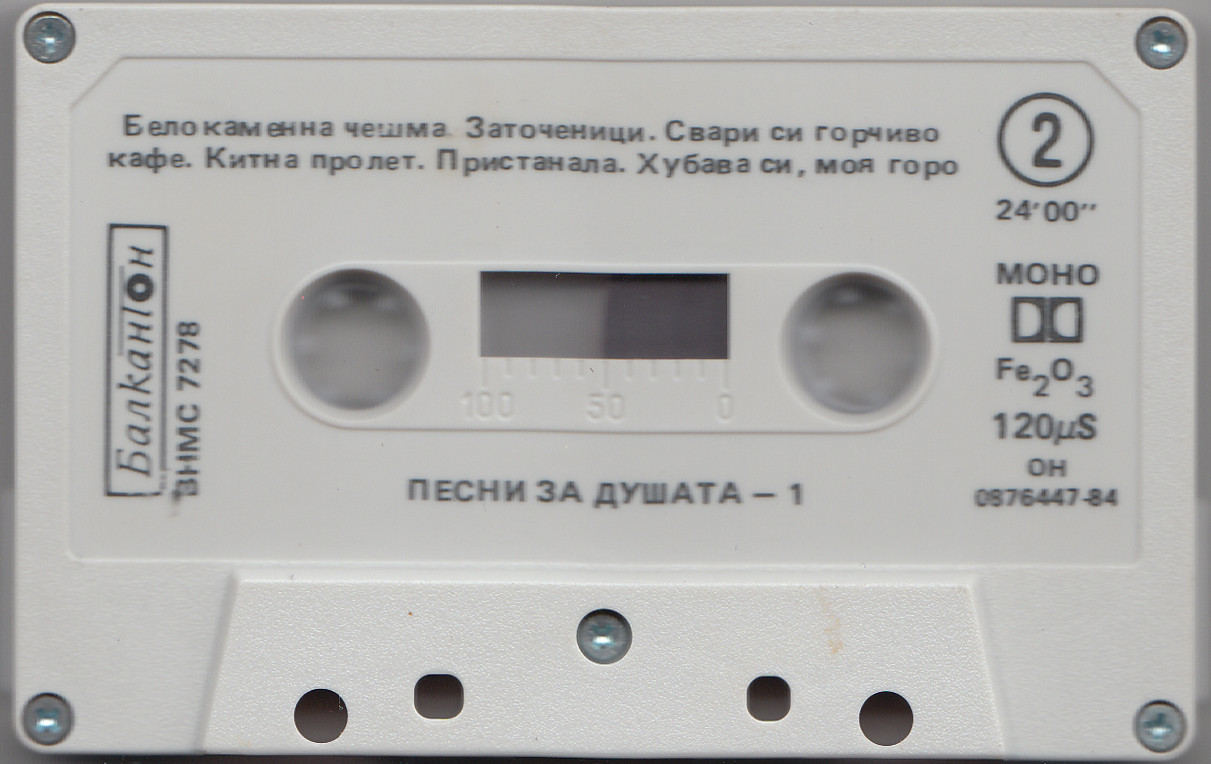 Белокаменна чешма. Заточеници. Свари си горчиво
кафе. Китна пролет. Пристанала. Хубава си, моя горо
2
24'00"
Балкантон
ВНМС 7278
МОНО
Fe2O3
120μS
ОН
0876447-84
100 50 0
ПЕСНИ ЗА ДУШАТА – 1